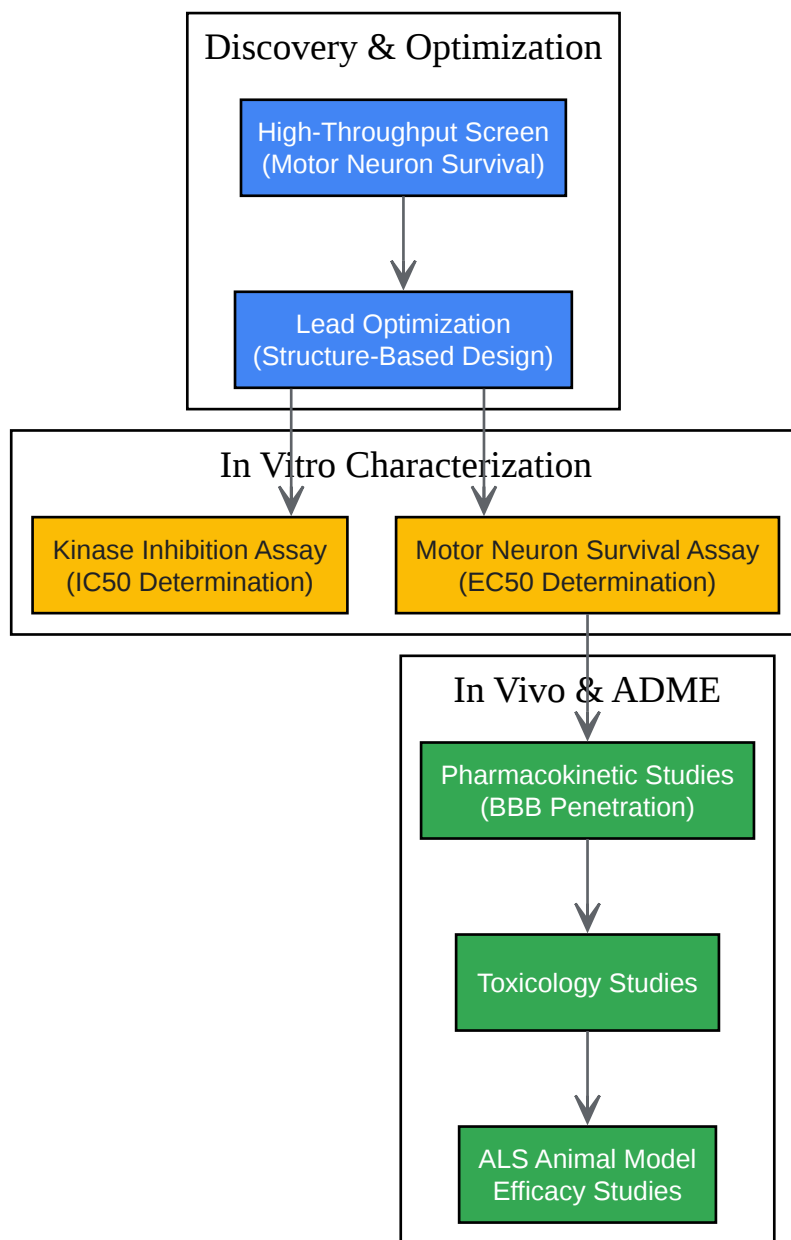 Discovery & Optimization
High-Throughput Screen
(Motor Neuron Survival)
Lead Optimization
(Structure-Based Design)
In Vitro Characterization
Kinase Inhibition Assay
(IC50 Determination)
Motor Neuron Survival Assay
(EC50 Determination)
In Vivo & ADME
Pharmacokinetic Studies
(BBB Penetration)
Toxicology Studies
ALS Animal Model
Efficacy Studies